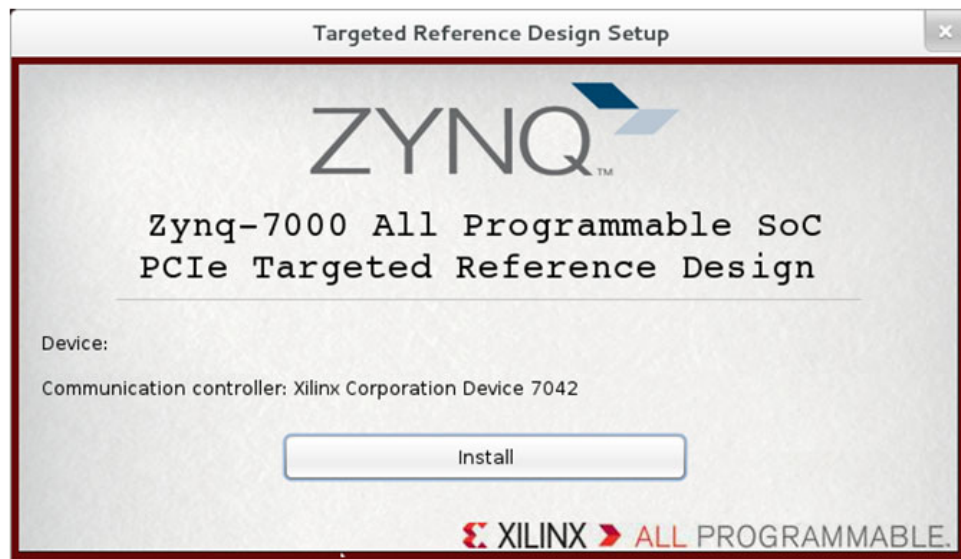 Targeted Reference Design Setup
ZYNQ™
Zynq-7000 All Programmable SoC
PCIe Targeted Reference Design
Device:
Communication controller: Xilinx Corporation Device 7042
Install
XILINX ALL PROGRAMMABLE.